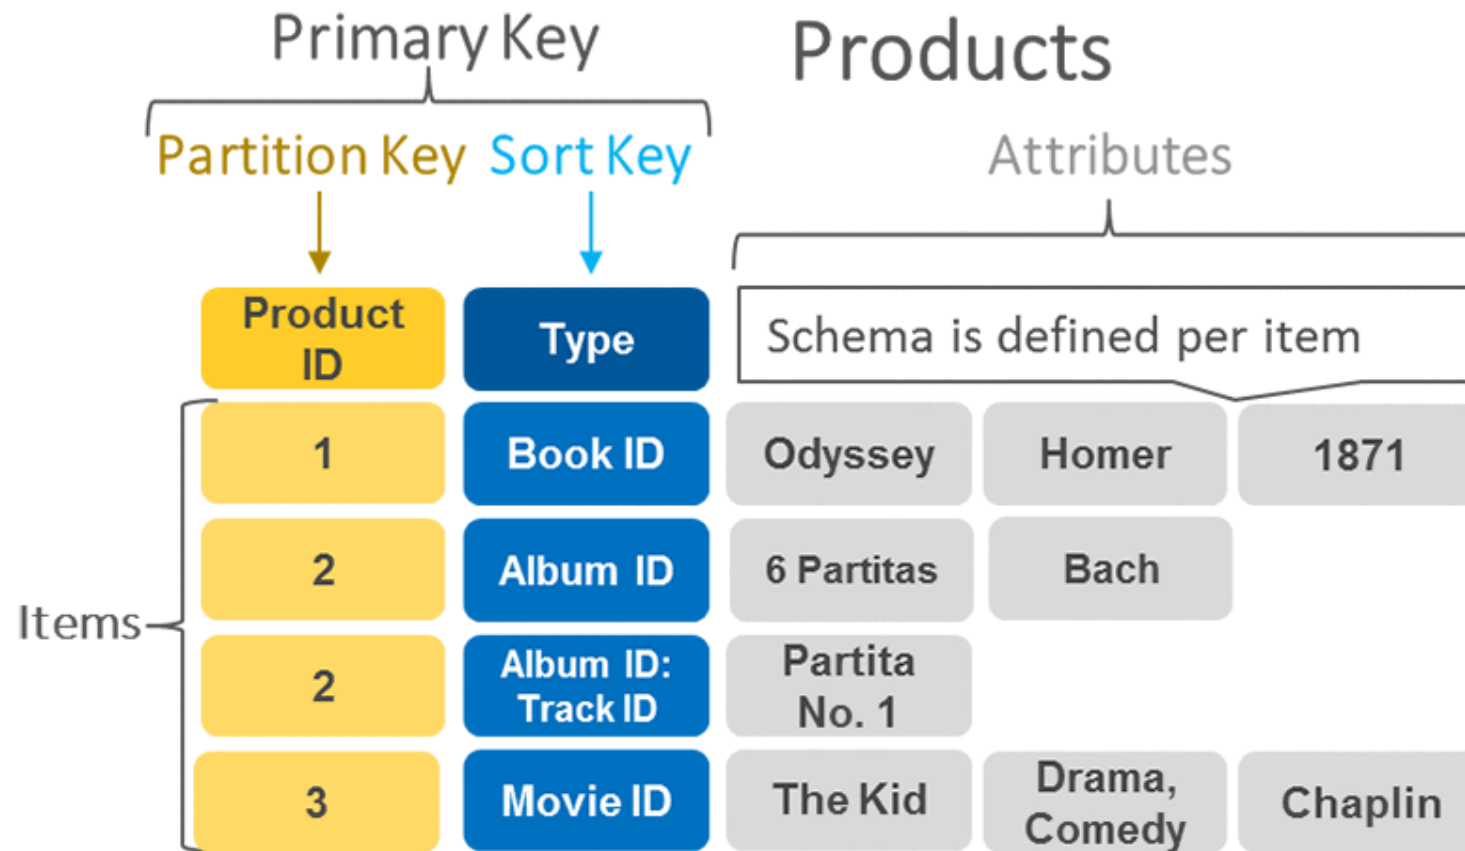 Primary Key
Products
Partition Key
Sort Key
Attributes
Product
ID
Type
Schema is defined per item
Items
1
Book ID
Odyssey
Homer
1871
2
Album ID
6 Partitas
Bach
2
Album ID:
Track ID
Partita
No. 1
3
Movie ID
The Kid
Drama,
Comedy
Chaplin